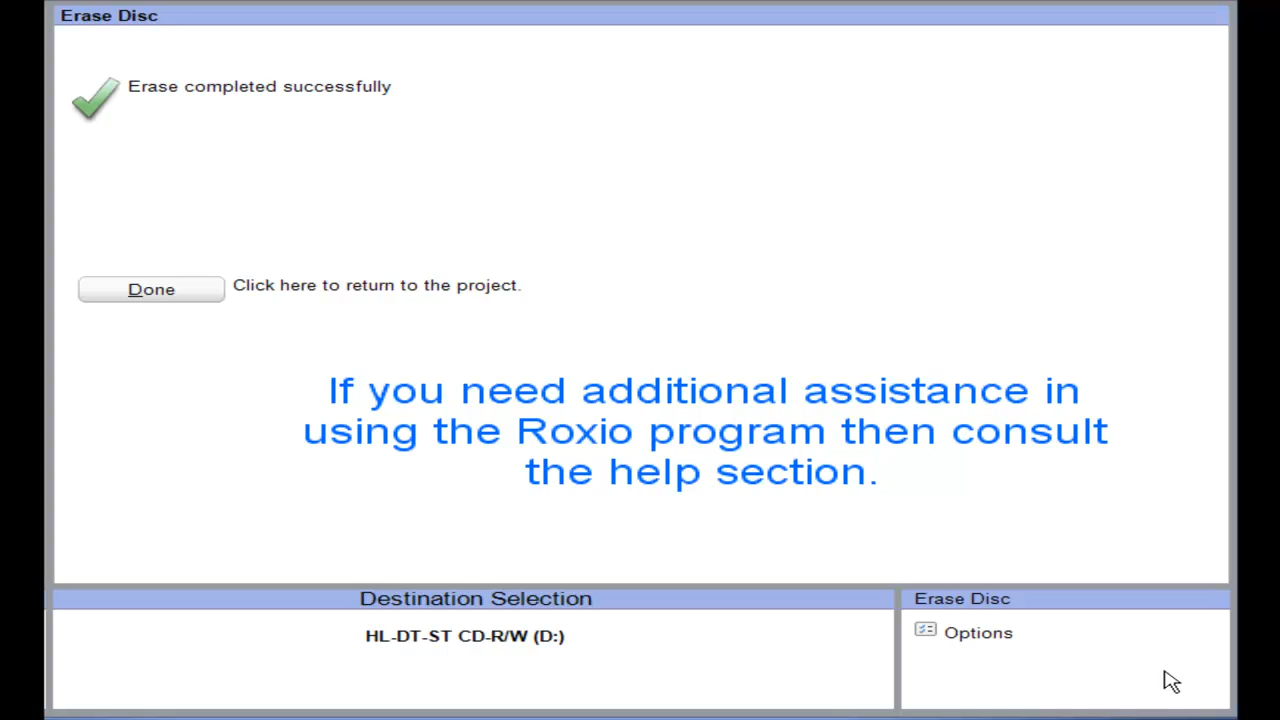 Erase Disc
Erase completed successfully
Done
Click here to return to the project.
If you need additional assistance in
using the Roxio program then consult
the help section.
Destination Selection
HL-DT-ST CD-R/W (D:)
Erase Disc
Options